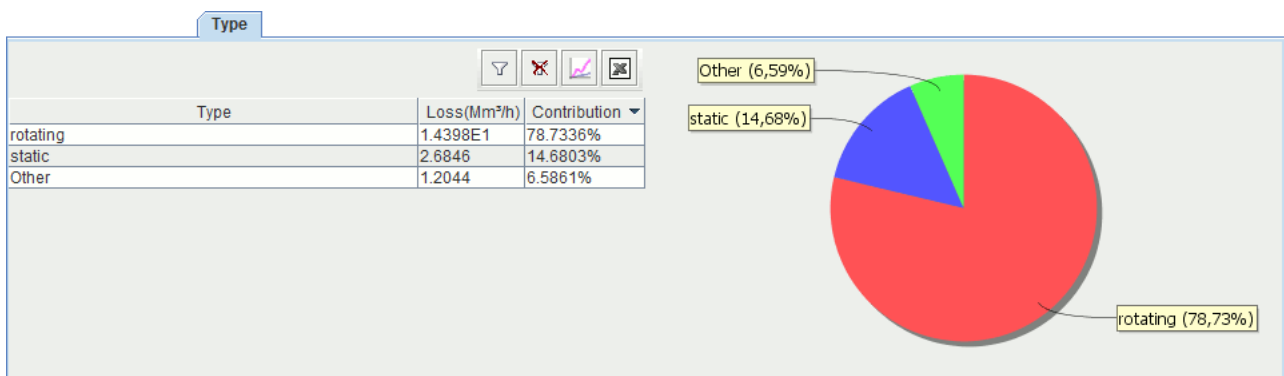 Type
Type Loss(Mm³/h) Contribution
rotating 1.4398E1 78.7336%
static 2.6846 14.6803%
Other 1.2044 6.5861%
Other (6,59%)
static (14,68%)
rotating (78,73%)